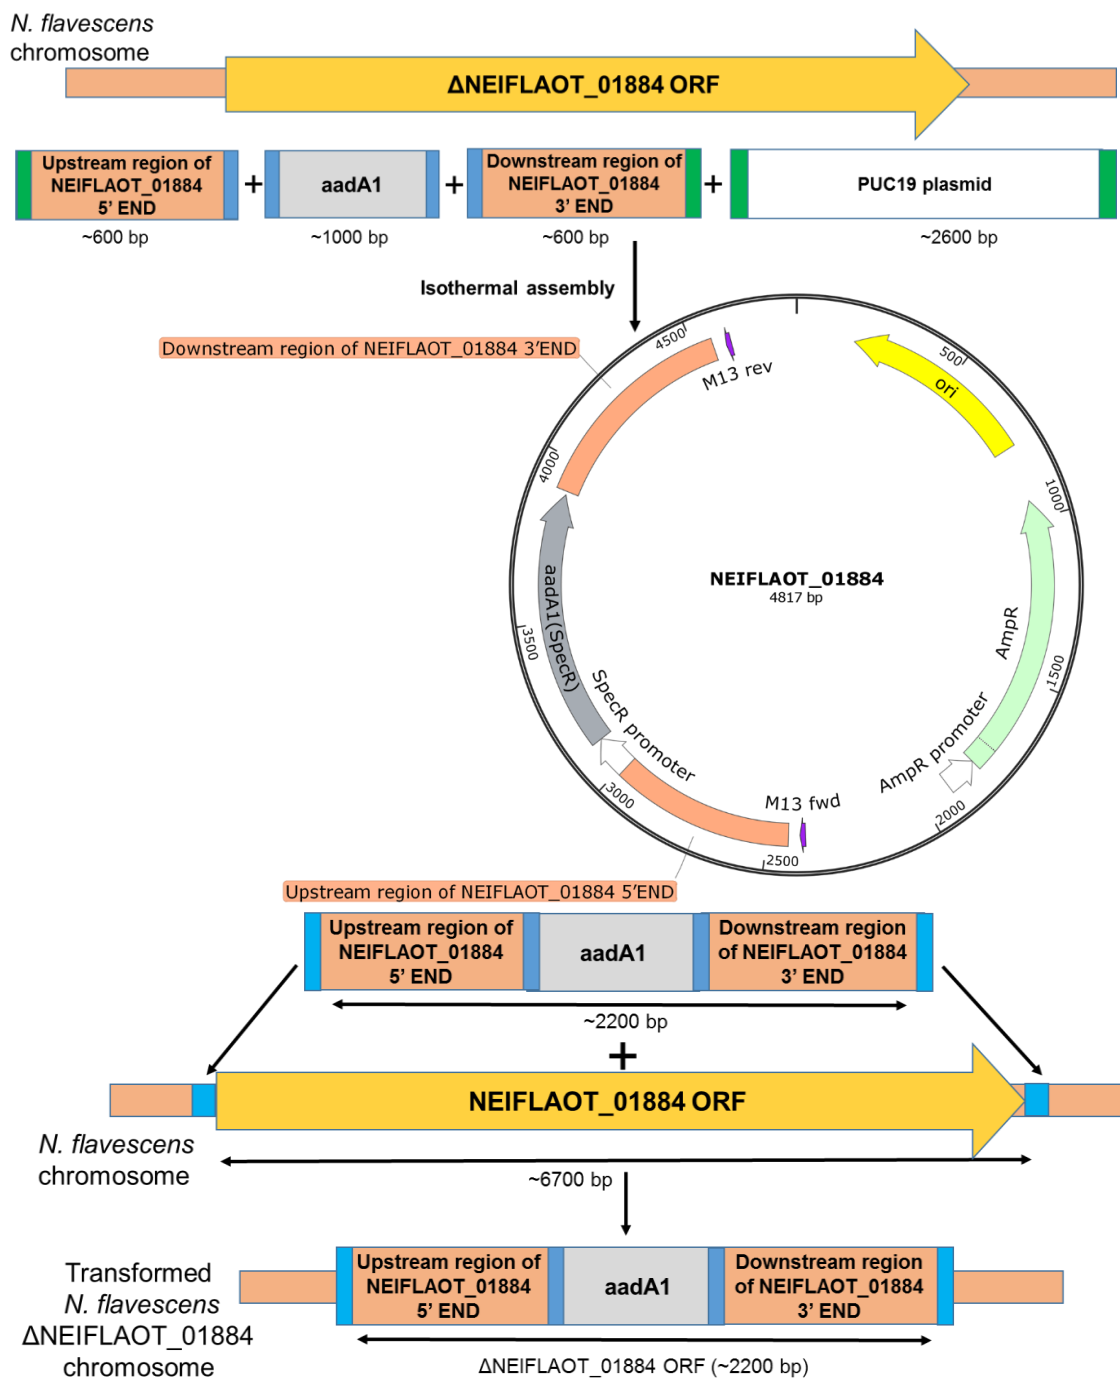 N. flavescens
chromosome
ΔNEIFLAOT_01884 ORF
Upstream region of
NEIFLAOT_01884
5' END
+
aadA1
+
Downstream region of
NEIFLAOT_01884
3' END
+
PUC19 plasmid
~600 bp
~1000 bp
~600 bp
~2600 bp
Isothermal assembly
Downstream region of NEIFLAOT_01884 3'END
4500
M13 rev
500
ori
4000
1000
aadA1(SpecR)
NEIFLAOT_01884
4817 bp
AmpR
3500
1500
SpecR promoter
AmpR promoter
3000
M13 fwd
2000
2500
Upstream region of NEIFLAOT_01884 5'END
Upstream region of
NEIFLAOT_01884
5' END
aadA1
Downstream region
of NEIFLAOT_01884
3' END
~2200 bp
+
NEIFLAOT_01884 ORF
N. flavescens
chromosome
~6700 bp
Transformed
N. flavescens
ΔNEIFLAOT_01884
chromosome
Upstream region of
NEIFLAOT_01884
5' END
aadA1
Downstream region
of NEIFLAOT_01884
3' END
ΔNEIFLAOT_01884 ORF (~2200 bp)